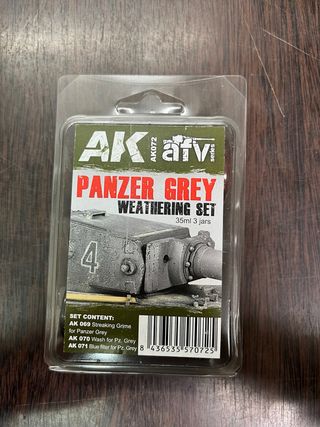 AK
AK072
afv
series
PANZER GREY
WEATHERING SET
35ml 3 jars
4
SET CONTENT:
AK 069 Streaking Grime
for Panzer Grey
AK 070 Wash for Pz. Grey
AK 071 Blue filter for Pz. Grey
8 436535 570725